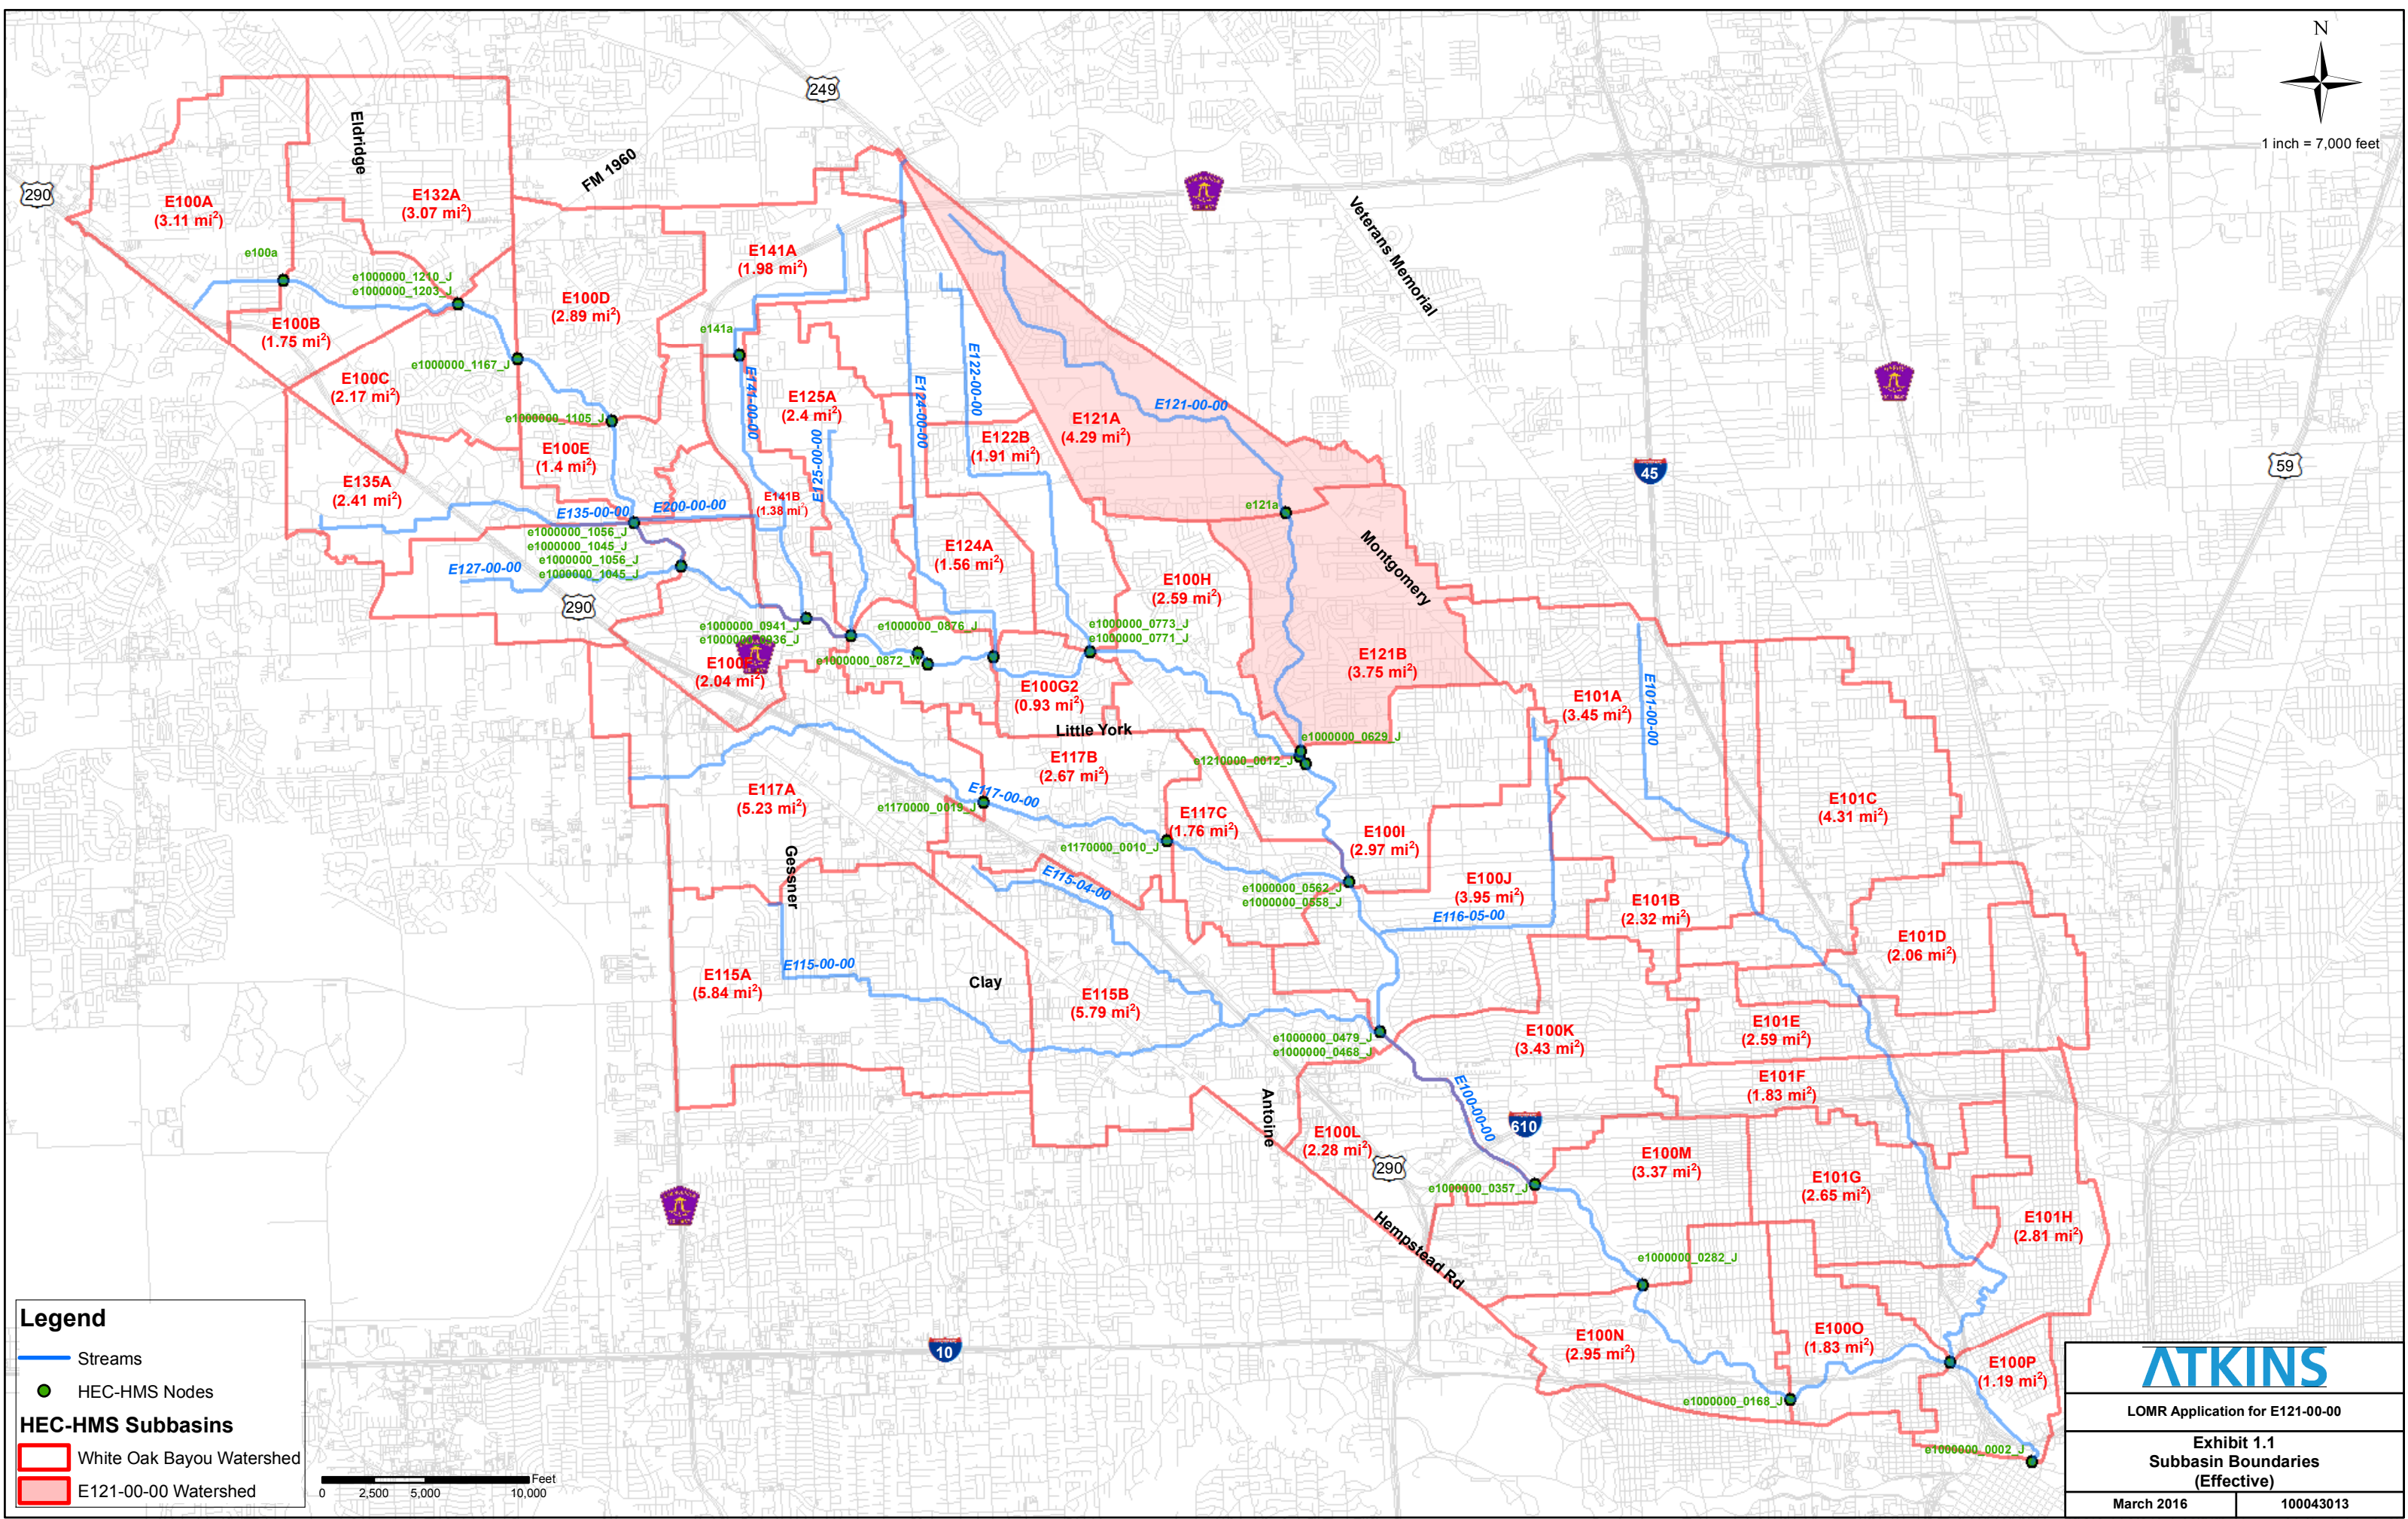 N
1 inch = 7,000 feet
249
290
Eldridge
FM 1960
Veterans Memorial
E100A
(3.11 mi²)
E132A
(3.07 mi²)
e100a
e1000000_1210_J
e1000000_1203_J
E141A
(1.98 mi²)
E100D
(2.89 mi²)
E100B
(1.75 mi²)
e141a
e1000000_1167_J
E100C
(2.17 mi²)
E141-00-00
E125A
(2.4 mi²)
E124-00-00
E122-00-00
E121-00-00
E121A
(4.29 mi²)
e1000000_1105_J
E100E
(1.4 mi²)
E125-00-00
E122B
(1.91 mi²)
45
59
E135A
(2.41 mi²)
E141B
(1.38 mi²)
E135-00-00
E200-00-00
e121a
e1000000_1056_J
e1000000_1045_J
e1000000_1056_J
e1000000_1045_J
E127-00-00
290
E124A
(1.56 mi²)
Montgomery
E100H
(2.59 mi²)
e1000000_0941_J
e1000000_0936_J
e1000000_0876_J
e1000000_0773_J
e1000000_0771_J
e1000000_0872_W
(2.04 mi²)
E121B
(3.75 mi²)
E100G2
(0.93 mi²)
E101A
(3.45 mi²)
E101-00-00
Little York
e1000000_0629_J
e1210000_0012_J
E117B
(2.67 mi²)
E117A
(5.23 mi²)
E117-00-00
e1170000_0019_J
E117C
(1.76 mi²)
E101C
(4.31 mi²)
e1170000_0010_J
E100I
(2.97 mi²)
Gessner
E115-04-00
e1000000_0562_J
e1000000_0558_J
E100J
(3.95 mi²)
E116-05-00
E101B
(2.32 mi²)
E101D
(2.06 mi²)
E115-00-00
E115A
(5.84 mi²)
Clay
E115B
(5.79 mi²)
E101E
(2.59 mi²)
E100K
(3.43 mi²)
e1000000_0479_J
e1000000_0468_J
E100-00-00
E101F
(1.83 mi²)
Antoine
610
E100L
(2.28 mi²)
290
E100M
(3.37 mi²)
E101G
(2.65 mi²)
e1000000_0357_J
Hempstead Rd
E101H
(2.81 mi²)
e1000000_0282_J
E100N
(2.95 mi²)
E100O
(1.83 mi²)
E100P
(1.19 mi²)
10
e1000000_0168_J
e1000000_0002_J
Legend
Streams
HEC-HMS Nodes
HEC-HMS Subbasins
White Oak Bayou Watershed
E121-00-00 Watershed
Feet
0 2,500 5,000 10,000
ATKINS
LOMR Application for E121-00-00
Exhibit 1.1
Subbasin Boundaries
(Effective)
March 2016 100043013